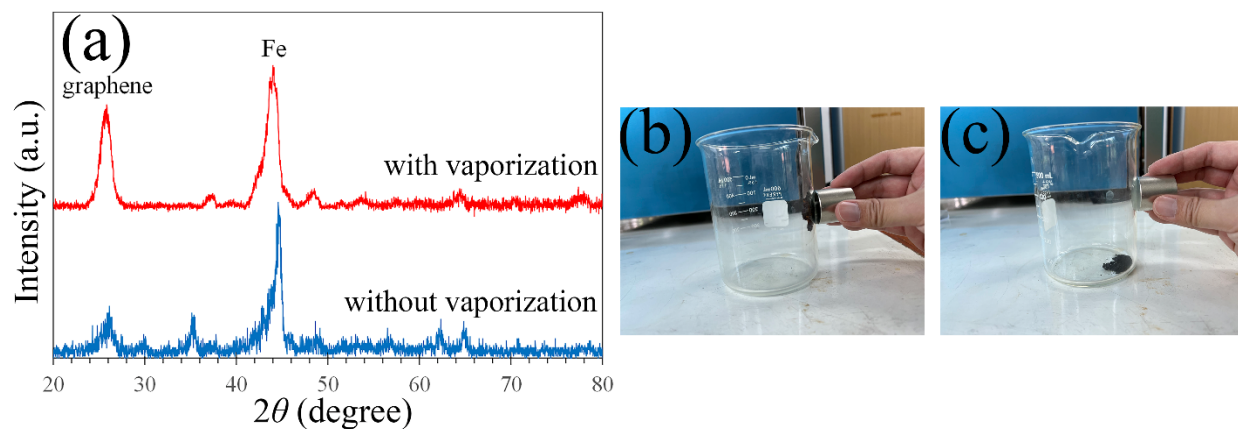 (a)
Fe
graphene
with vaporization
without vaporization
Intensity (a.u.)
20 30 40 50 60 70 80
2θ (degree)
(b)
(c)